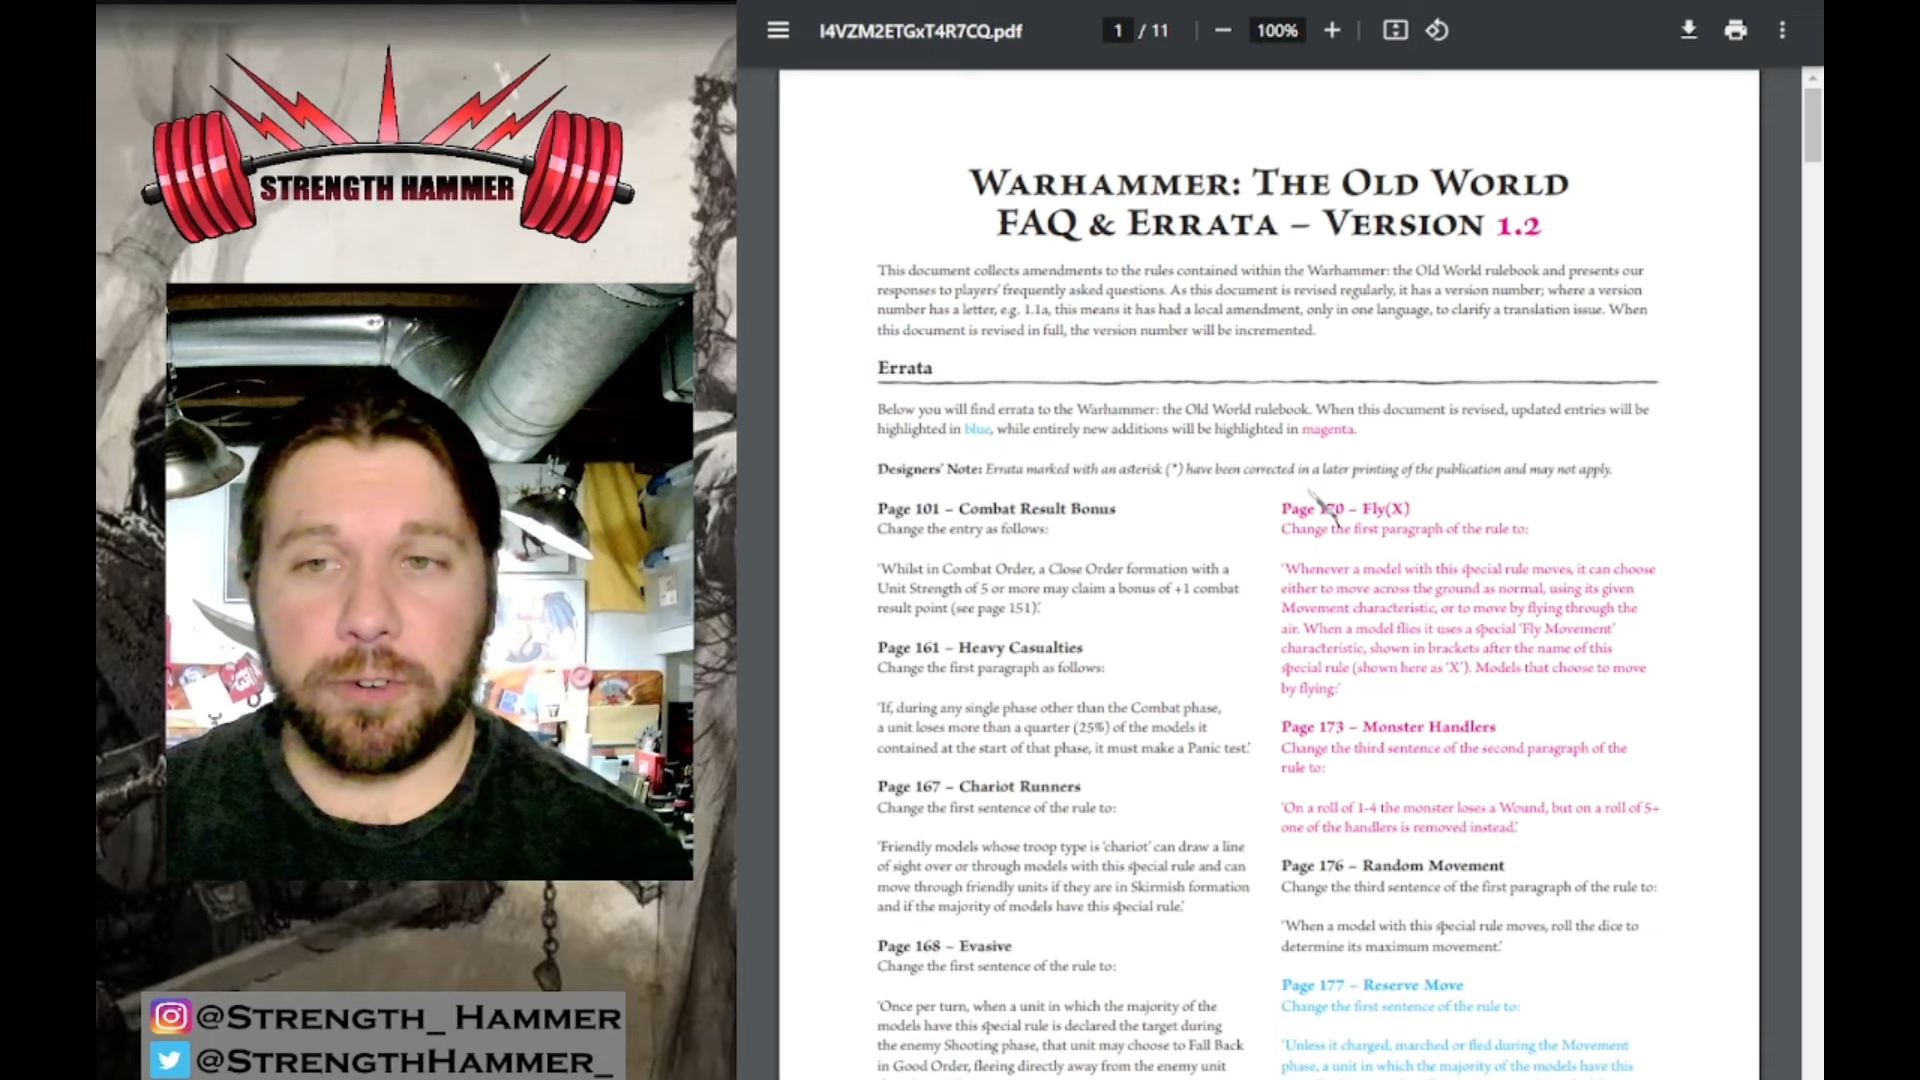 STRENGTH HAMMER
@STRENGTH_HAMMER
@STRENGTHHAMMER_
I4VZM2ETGxT4R7CQ.pdf
1 / 11
100%
WARHAMMER: THE OLD WORLD
FAQ & ERRATA – VERSION 1.2
This document collects amendments to the rules contained within the Warhammer: the Old World rulebook and presents our
responses to players' frequently asked questions. As this document is revised regularly, it has a version number; where a version
number has a letter, e.g. 1.1a, this means it has had a local amendment, only in one language, to clarify a translation issue. When
this document is revised in full, the version number will be incremented.
Errata
Below you will find errata to the Warhammer: the Old World rulebook. When this document is revised, updated entries will be
highlighted in blue, while entirely new additions will be highlighted in magenta.
Designers' Note: Errata marked with an asterisk (*) have been corrected in a later printing of the publication and may not apply.
Page 101 – Combat Result Bonus
Change the entry as follows:
'Whilst in Combat Order, a Close Order formation with a
Unit Strength of 5 or more may claim a bonus of +1 combat
result point (see page 151).'
Page 161 – Heavy Casualties
Change the first paragraph as follows:
'If, during any single phase other than the Combat phase,
a unit loses more than a quarter (25%) of the models it
contained at the start of that phase, it must make a Panic test.'
Page 167 – Chariot Runners
Change the first sentence of the rule to:
'Friendly models whose troop type is 'chariot' can draw a line
of sight over or through models with this special rule and can
move through friendly units if they are in Skirmish formation
and if the majority of models have this special rule.'
Page 168 – Evasive
Change the first sentence of the rule to:
'Once per turn, when a unit in which the majority of the
models have this special rule is declared the target during
the enemy Shooting phase, that unit may choose to Fall Back
in Good Order, fleeing directly away from the enemy unit
Page 170 – Fly(X)
Change the first paragraph of the rule to:
'Whenever a model with this special rule moves, it can choose
either to move across the ground as normal, using its given
Movement characteristic, or to move by flying through the
air. When a model flies it uses a special 'Fly Movement'
characteristic, shown in brackets after the name of this
special rule (shown here as 'X'). Models that choose to move
by flying:'
Page 173 – Monster Handlers
Change the third sentence of the second paragraph of the
rule to:
'On a roll of 1-4 the monster loses a Wound, but on a roll of 5+
one of the handlers is removed instead.'
Page 176 – Random Movement
Change the third sentence of the first paragraph of the rule to:
'When a model with this special rule moves, roll the dice to
determine its maximum movement.'
Page 177 – Reserve Move
Change the first sentence of the rule to:
'Unless it charged, marched or fled during the Movement
phase, a unit in which the majority of the models have this